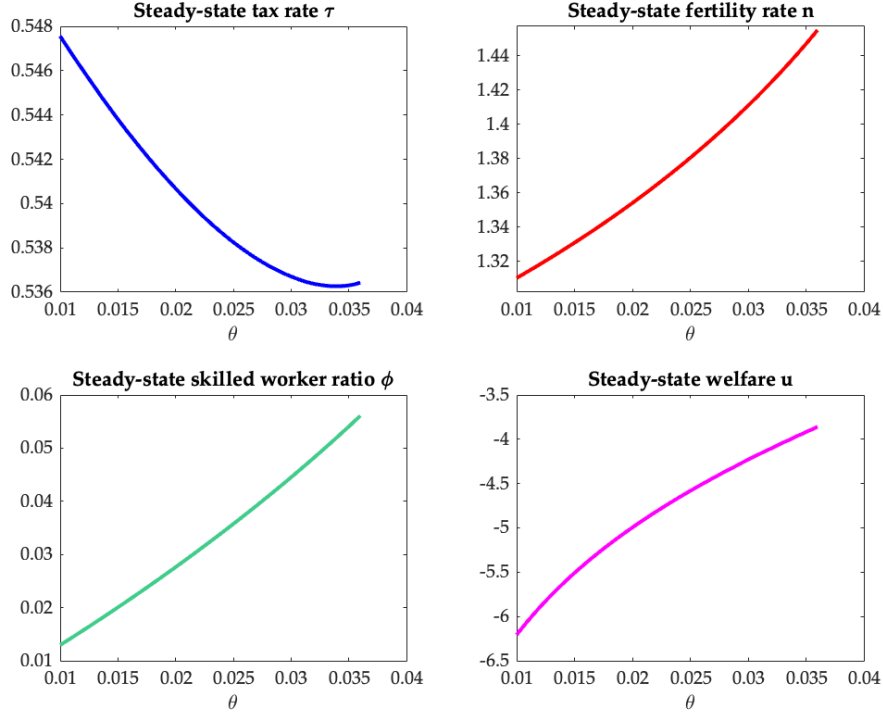 Steady-state tax rate τ
0.548
0.546
0.544
0.542
0.54
0.538
0.536
0.01 0.015 0.02 0.025 0.03 0.035 0.04
θ
Steady-state fertility rate n
1.44
1.42
1.4
1.38
1.36
1.34
1.32
0.01 0.015 0.02 0.025 0.03 0.035 0.04
θ
Steady-state skilled worker ratio ϕ
0.06
0.05
0.04
0.03
0.02
0.01
0.01 0.015 0.02 0.025 0.03 0.035 0.04
θ
Steady-state welfare u
-3.5
-4
-4.5
-5
-5.5
-6
-6.5
0.01 0.015 0.02 0.025 0.03 0.035 0.04
θ